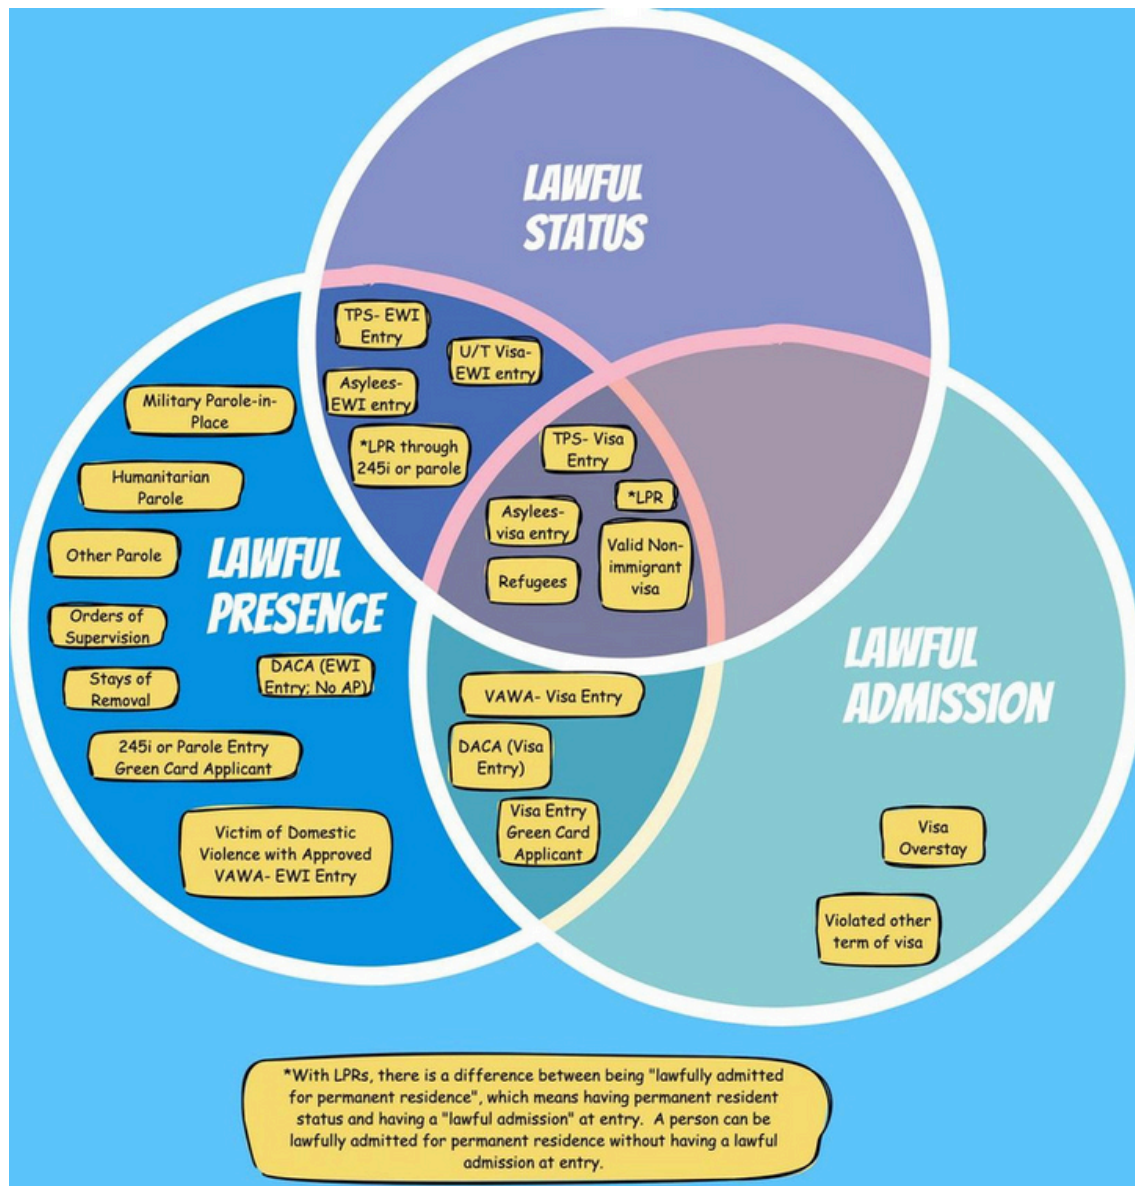 LAWFUL
STATUS
TPS- EWI
Entry
U/T Visa-
EWI entry
Asylees-
EWI entry
*LPR through
245i or parole
Military Parole-in-
Place
Humanitarian
Parole
Other Parole
LAWFUL
PRESENCE
Orders of
Supervision
Stays of
Removal
DACA (EWI
Entry; No AP)
245i or Parole Entry
Green Card Applicant
Victim of Domestic
Violence with Approved
VAWA- EWI Entry
TPS- Visa
Entry
*LPR
Asylees-
visa entry
Valid Non-
immigrant
visa
Refugees
VAWA- Visa Entry
DACA (Visa
Entry)
Visa Entry
Green Card
Applicant
LAWFUL
ADMISSION
Visa
Overstay
Violated other
term of visa
*With LPRs, there is a difference between being "lawfully admitted
for permanent residence", which means having permanent resident
status and having a "lawful admission" at entry. A person can be
lawfully admitted for permanent residence without having a lawful
admission at entry.